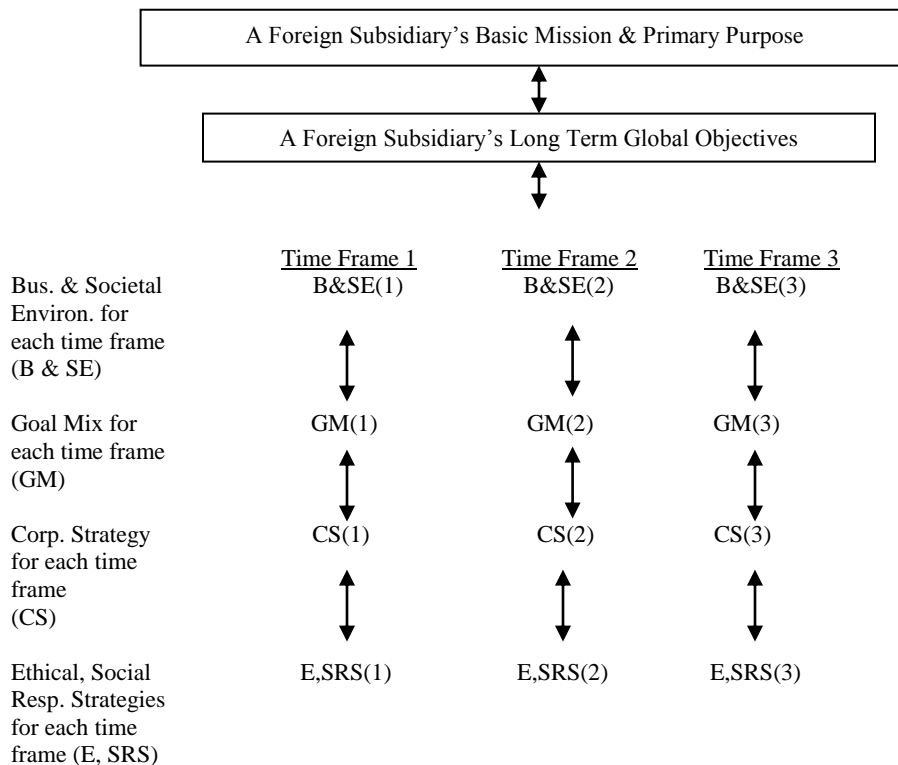 A Foreign Subsidiary's Basic Mission & Primary Purpose
A Foreign Subsidiary's Long Term Global Objectives
Time Frame 1 Time Frame 2 Time Frame 3
Bus. & Societal B&SE(1) B&SE(2) B&SE(3)
Environ. for
each time frame
(B & SE)
Goal Mix for GM(1) GM(2) GM(3)
each time frame
(GM)
Corp. Strategy CS(1) CS(2) CS(3)
for each time
frame
(CS)
Ethical, Social E,SRS(1) E,SRS(2) E,SRS(3)
Resp. Strategies
for each time
frame (E, SRS)